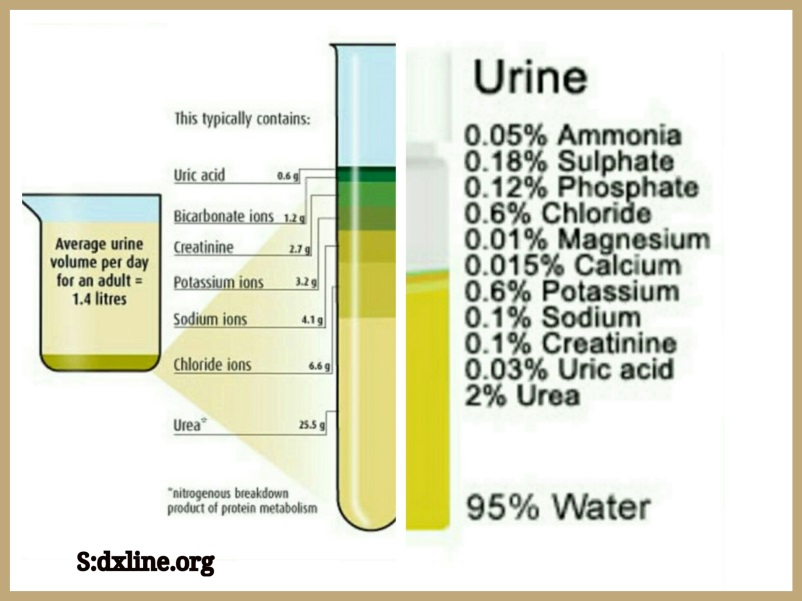 This typically contains:
Uric acid 0.6 g
Bicarbonate ions 1.2 g
Creatinine 2.7 g
Potassium ions 3.2 g
Sodium ions 4.1 g
Chloride ions 6.6 g
Urea* 25.5 g
*nitrogenous breakdown
product of protein metabolism
Average urine
volume per day
for an adult =
1.4 litres
S:dxline.org
Urine
0.05% Ammonia
0.18% Sulphate
0.12% Phosphate
0.6% Chloride
0.01% Magnesium
0.015% Calcium
0.6% Potassium
0.1% Sodium
0.1% Creatinine
0.03% Uric acid
2% Urea
95% Water